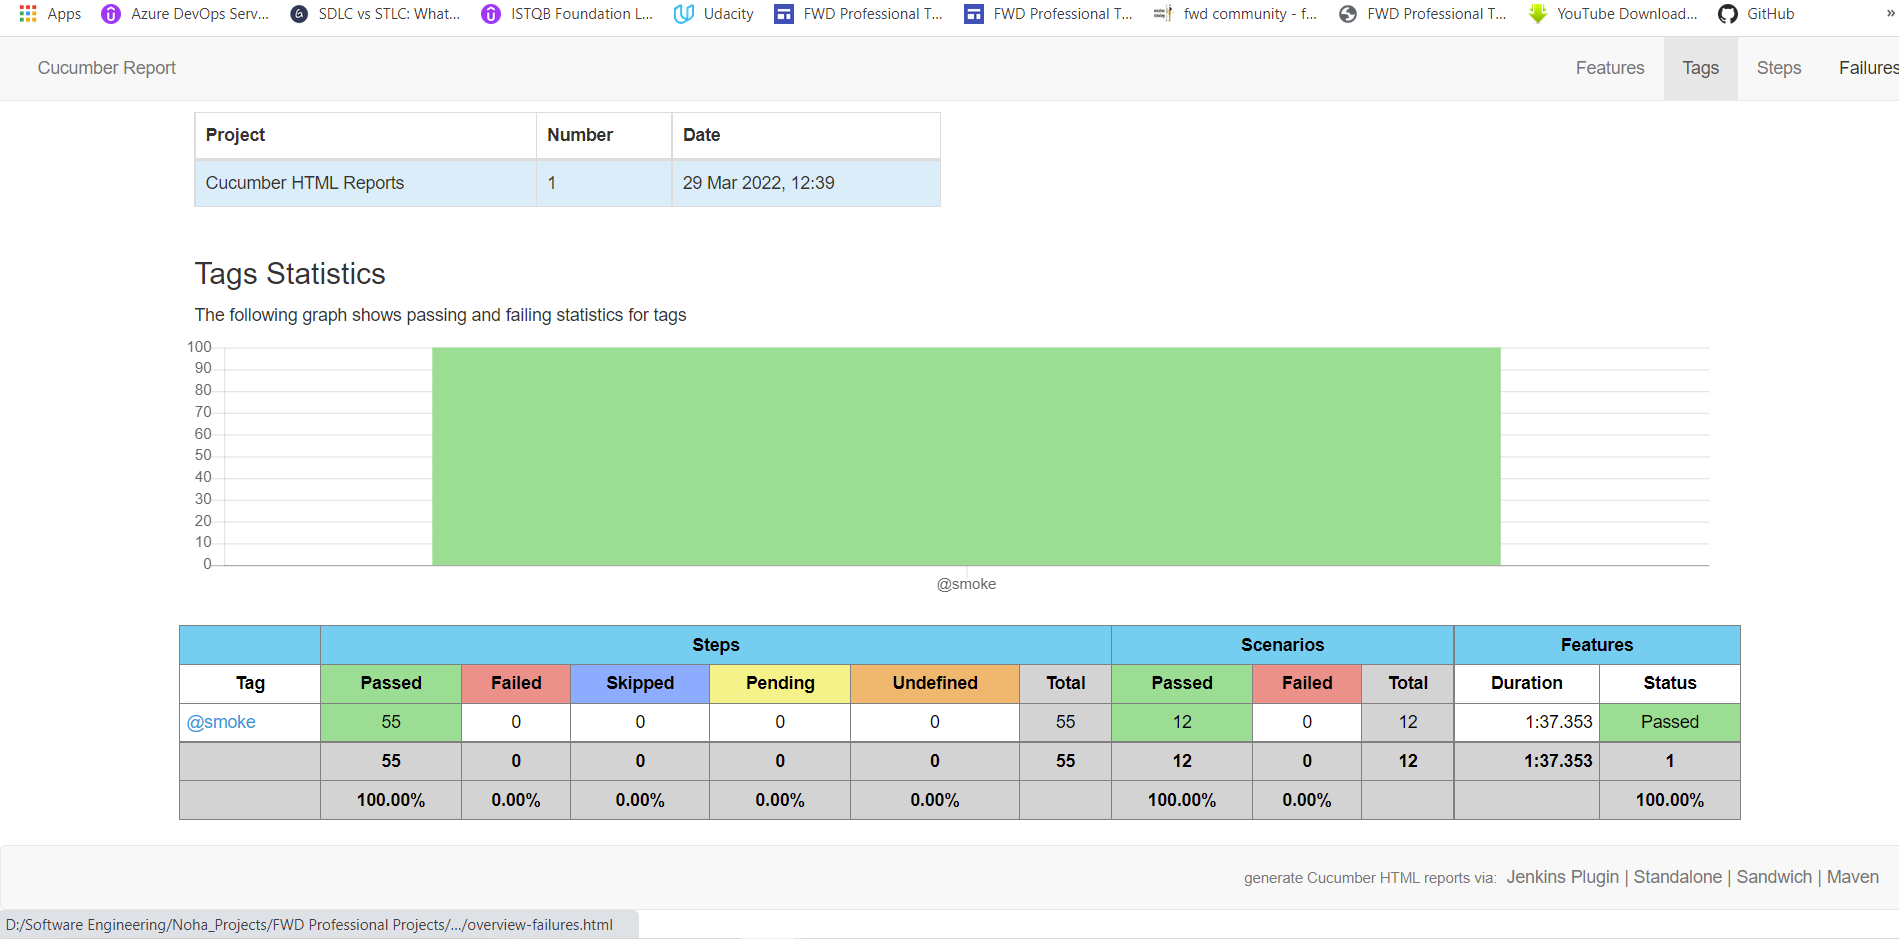 Apps Azure DevOps Serv... SDLC vs STLC: What... ISTQB Foundation L... Udacity FWD Professional T... FWD Professional T... fwd community - f... FWD Professional T... YouTube Download... GitHub »
Cucumber Report Features Tags Steps Failures
Project Number Date
Cucumber HTML Reports 1 29 Mar 2022, 12:39
Tags Statistics
The following graph shows passing and failing statistics for tags
100
90
80
70
60
50
40
30
20
10
0
@smoke
Steps Scenarios Features
Tag Passed Failed Skipped Pending Undefined Total Passed Failed Total Duration Status
@smoke 55 0 0 0 0 55 12 0 12 1:37.353 Passed
55 0 0 0 0 55 12 0 12 1:37.353 1
100.00% 0.00% 0.00% 0.00% 0.00% 100.00% 0.00% 100.00%
generate Cucumber HTML reports via: Jenkins Plugin | Standalone | Sandwich | Maven
D:/Software Engineering/Noha_Projects/FWD Professional Projects/.../overview-failures.html